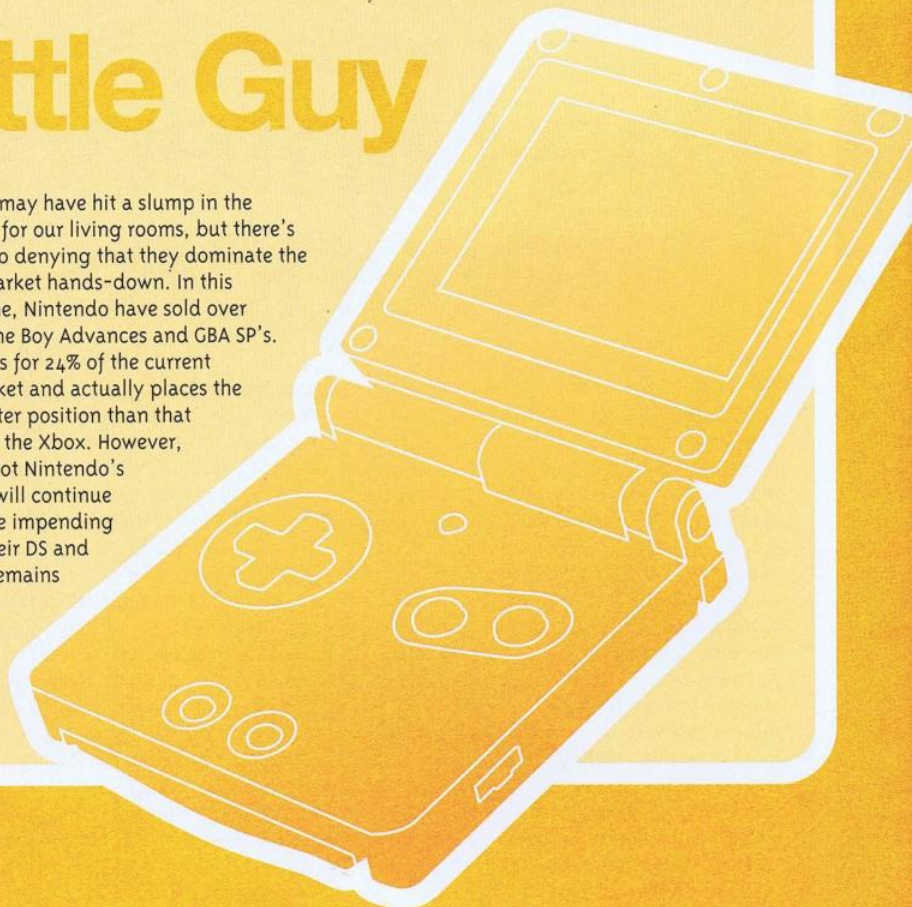 ttle Guy
may have hit a slump in the
for our living rooms, but there's
o denying that they dominate the
arket hands-down. In this
e, Nintendo have sold over
ne Boy Advances and GBA SP's.
s for 24% of the current
ket and actually places the
ter position than that
the Xbox. However,
ot Nintendo's
will continue
e impending
eir DS and
emains